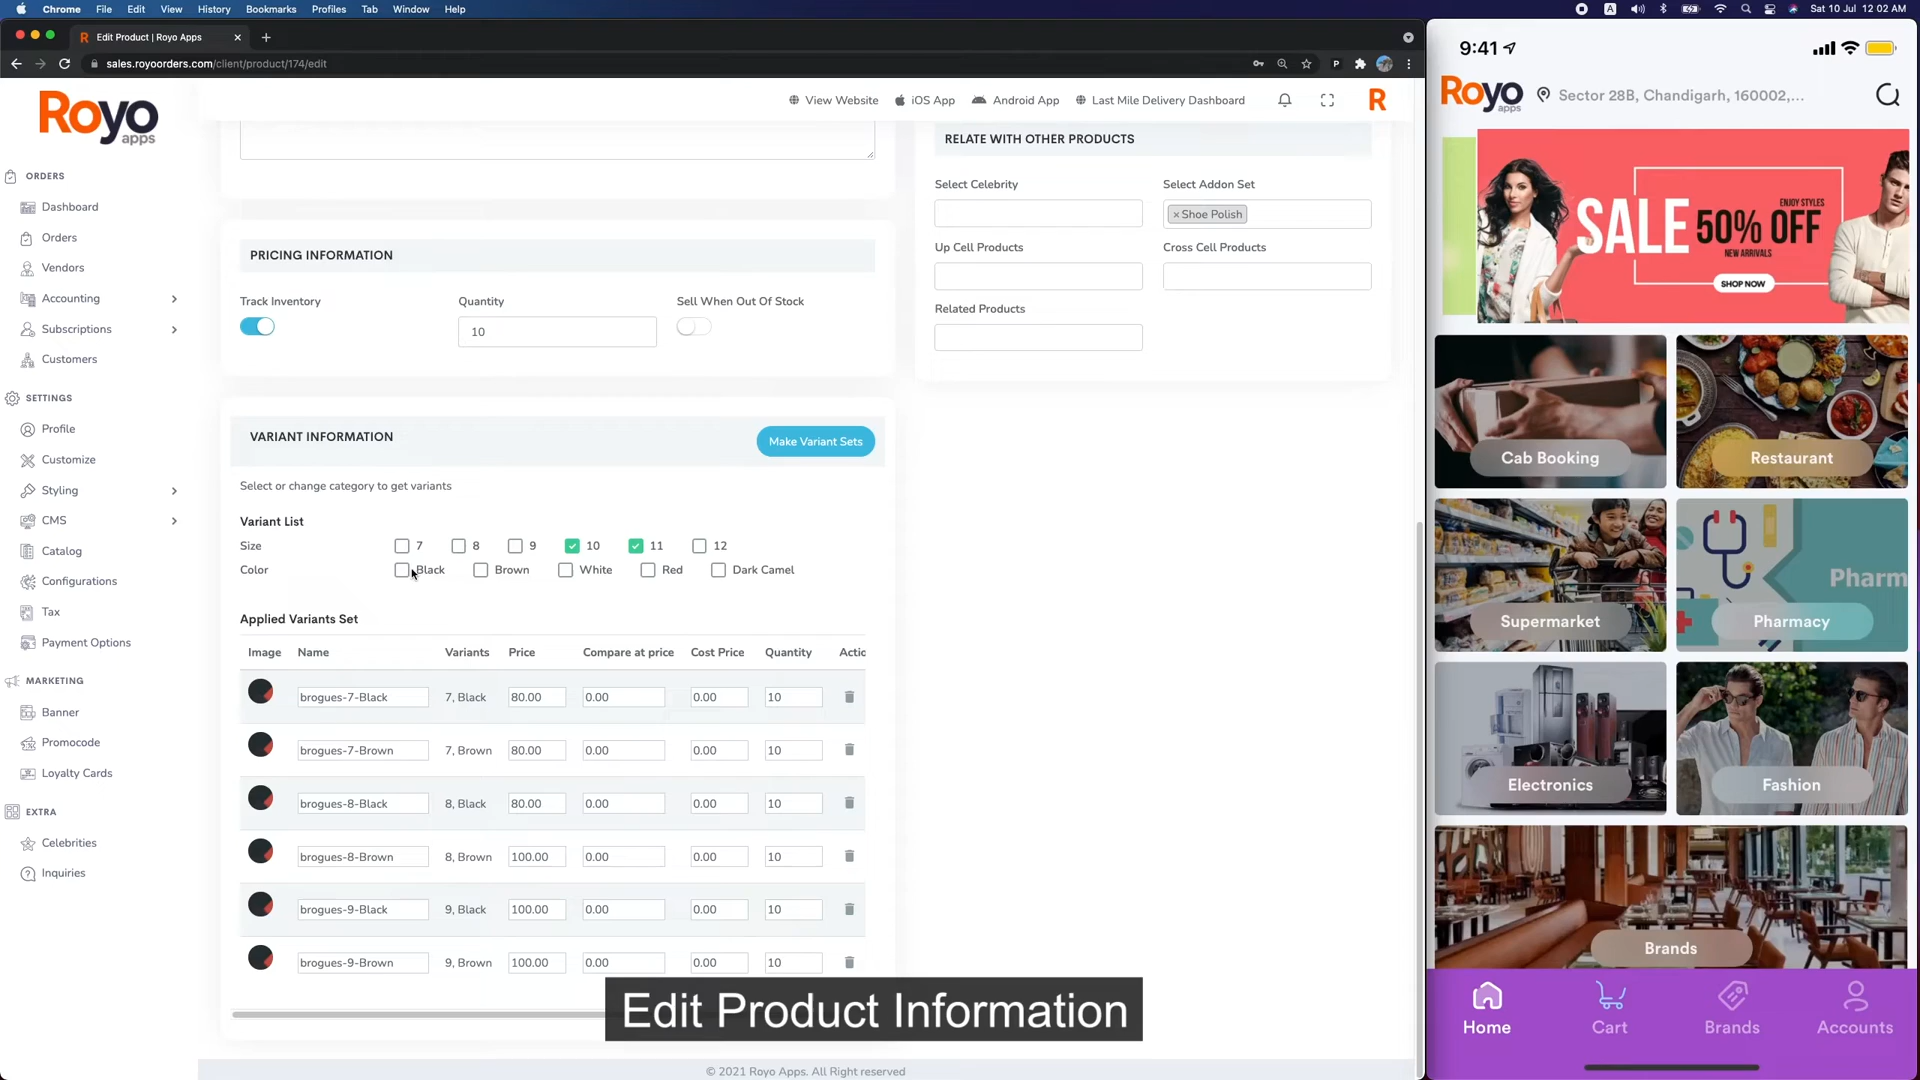 Chrome File Edit View History Bookmarks Profiles Tab Window Help
A
Sat 10 Jul 12:02 AM
R Edit Product | Royo Apps × +
sales.royoorders.com/client/product/174/edit
P
Royo
apps
View Website iOS App Android App Last Mile Delivery Dashboard R
ORDERS
Dashboard
Orders
Vendors
Accounting
Subscriptions
Customers
SETTINGS
Profile
Customize
Styling
CMS
Catalog
Configurations
Tax
Payment Options
MARKETING
Banner
Promocode
Loyalty Cards
EXTRA
Celebrities
Inquiries
PRICING INFORMATION
Track Inventory Quantity Sell When Out Of Stock
10
VARIANT INFORMATION
Make Variant Sets
Select or change category to get variants
Variant List
Size 7 8 9 10 11 12
Color Black Brown White Red Dark Camel
Applied Variants Set
Image Name Variants Price Compare at price Cost Price Quantity Actio
brogues-7-Black 7, Black 80.00 0.00 0.00 10
brogues-7-Brown 7, Brown 80.00 0.00 0.00 10
brogues-8-Black 8, Black 80.00 0.00 0.00 10
brogues-8-Brown 8, Brown 100.00 0.00 0.00 10
brogues-9-Black 9, Black 100.00 0.00 0.00 10
brogues-9-Brown 9, Brown 100.00 0.00 0.00 10
RELATE WITH OTHER PRODUCTS
Select Celebrity Select Addon Set
× Shoe Polish
Up Cell Products Cross Cell Products
Related Products
Edit Product Information
© 2021 Royo Apps. All Right reserved
9:41
Royo
apps
Sector 28B, Chandigarh, 160002,...
SALE 50% OFF
ENJOY STYLES
NEW ARRIVALS
SHOP NOW
Cab Booking
Restaurant
Supermarket
Pharm
Pharmacy
Electronics
Fashion
Brands
Home Cart Brands Accounts